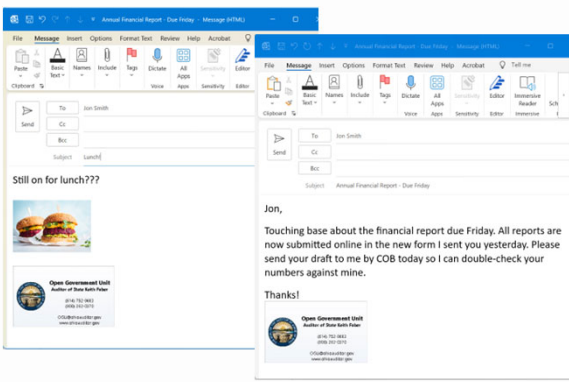 Annual Financial Report - Due Friday - Message (HTML)
File Message Insert Options Format Text Review Help Acrobat
Paste
Basic Text
Names
Include
Tags
Dictate
All Apps
Sensitivity
Editor
Clipboard Voice Apps Sensitivity Editor
Send
To Jon Smith
Cc
Bcc
Subject Lunch!
Still on for lunch???
Open Government Unit
Auditor of State Keith Faber
Annual Financial Report - Due Friday - Message (HTML)
File Message Insert Options Format Text Review Help Acrobat Tell me
Paste
Basic Text
Names
Include
Tags
Dictate
All Apps
Sensitivity
Editor
Immersive Reader
Clipboard Voice Apps Sensitivity Editor Immersive
Send
To Jon Smith
Cc
Bcc
Subject Annual Financial Report - Due Friday
Jon,
Touching base about the financial report due Friday. All reports are
now submitted online in the new form I sent you yesterday. Please
send your draft to me by COB today so I can double-check your
numbers against mine.
Thanks!
Open Government Unit
Auditor of State Keith Faber